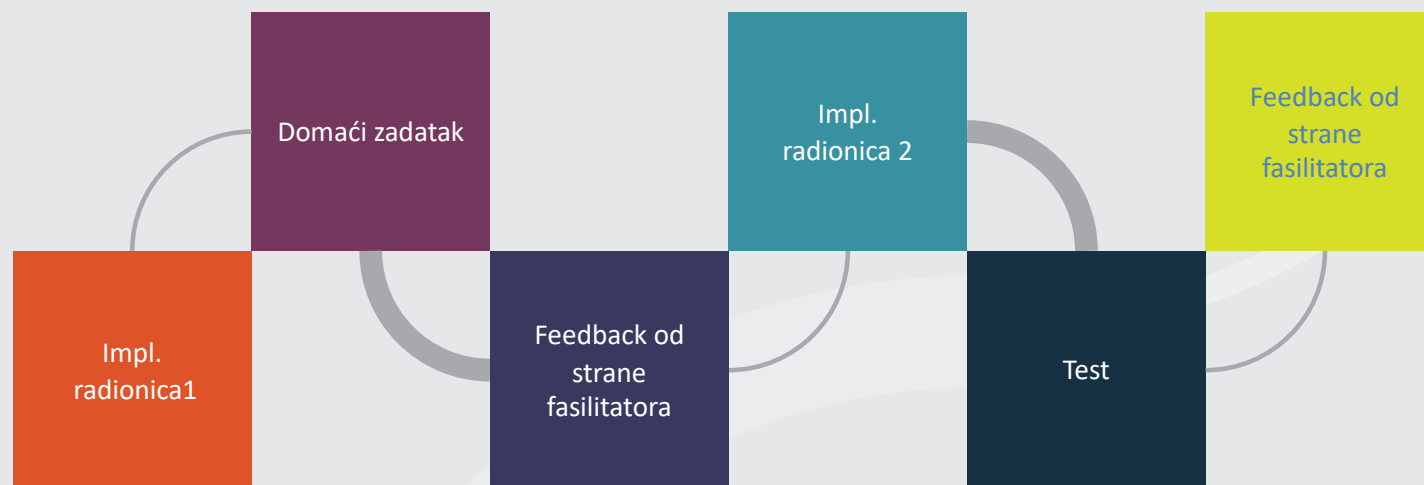 Impl.
radionica1
Domaći zadatak
Feedback od
strane
fasilitatora
Impl.
radionica 2
Test
Feedback od
strane
fasilitatora